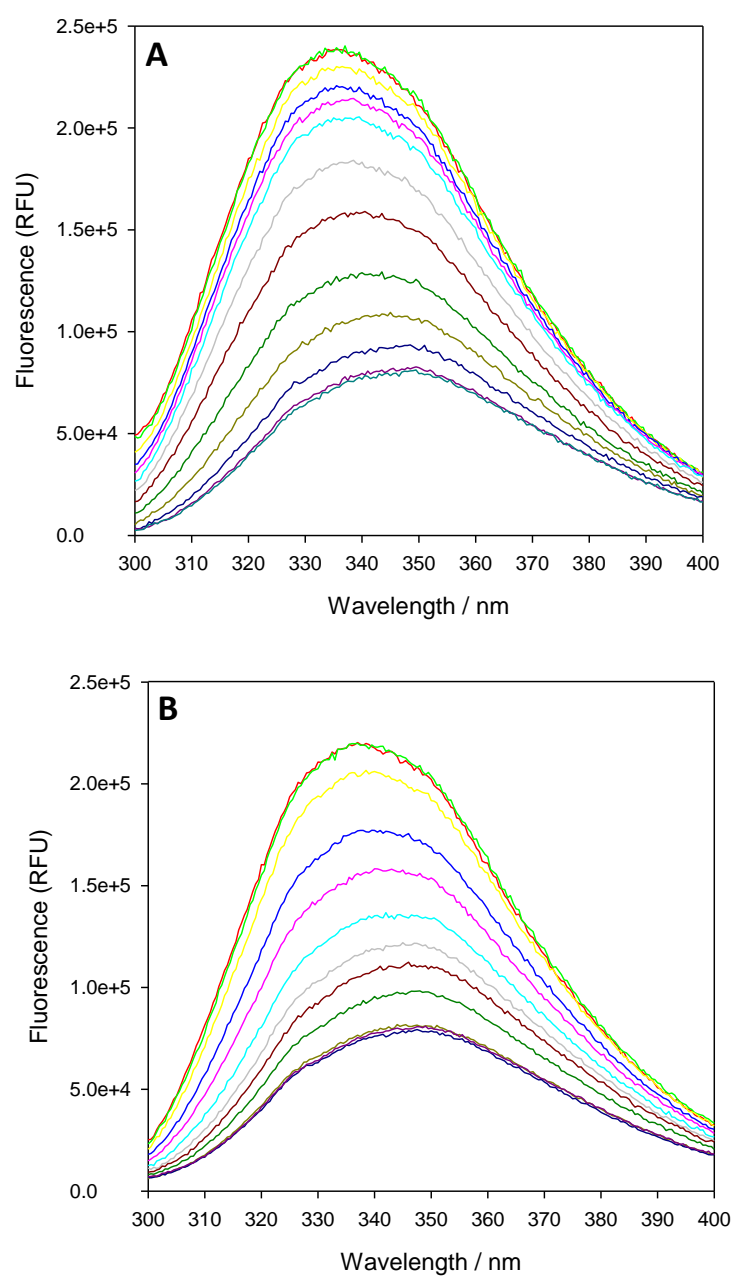 A
2.5e+5
2.0e+5
1.5e+5
1.0e+5
5.0e+4
0.0
Fluorescence (RFU)
300 310 320 330 340 350 360 370 380 390 400
Wavelength / nm
B
2.5e+5
2.0e+5
1.5e+5
1.0e+5
5.0e+4
0.0
Fluorescence (RFU)
300 310 320 330 340 350 360 370 380 390 400
Wavelength / nm